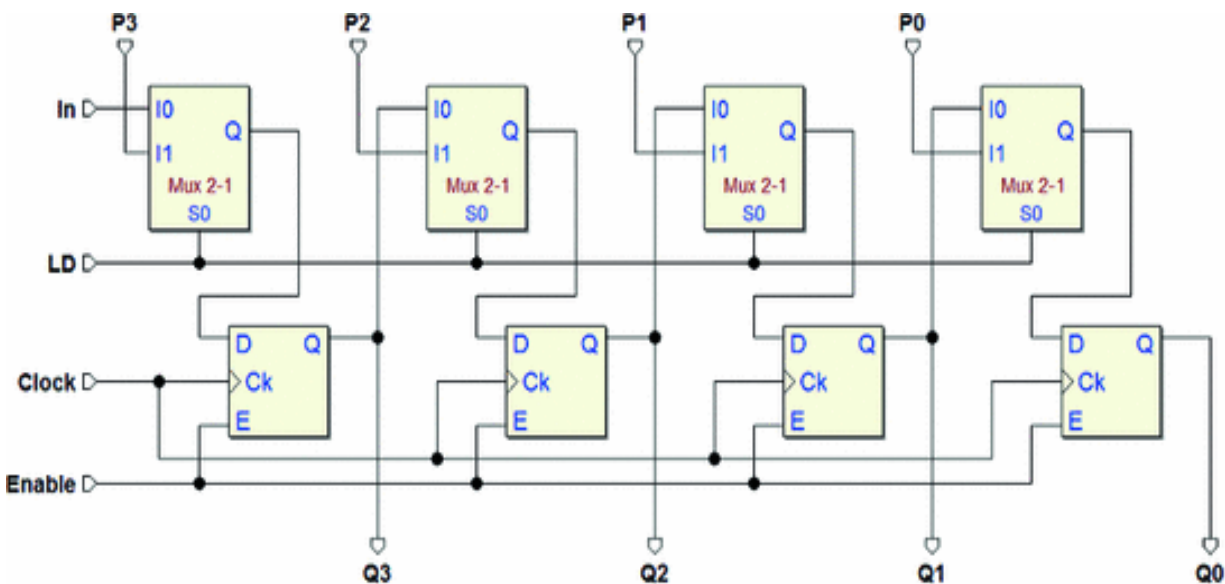 P3 P2 P1 P0
In I0 I0 I0 I0
Q Q Q Q
I1 I1 I1 I1
Mux 2-1 Mux 2-1 Mux 2-1 Mux 2-1
S0 S0 S0 S0
LD
D Q D Q D Q D Q
Clock Ck Ck Ck Ck
E E E E
Enable
Q3 Q2 Q1 Q0